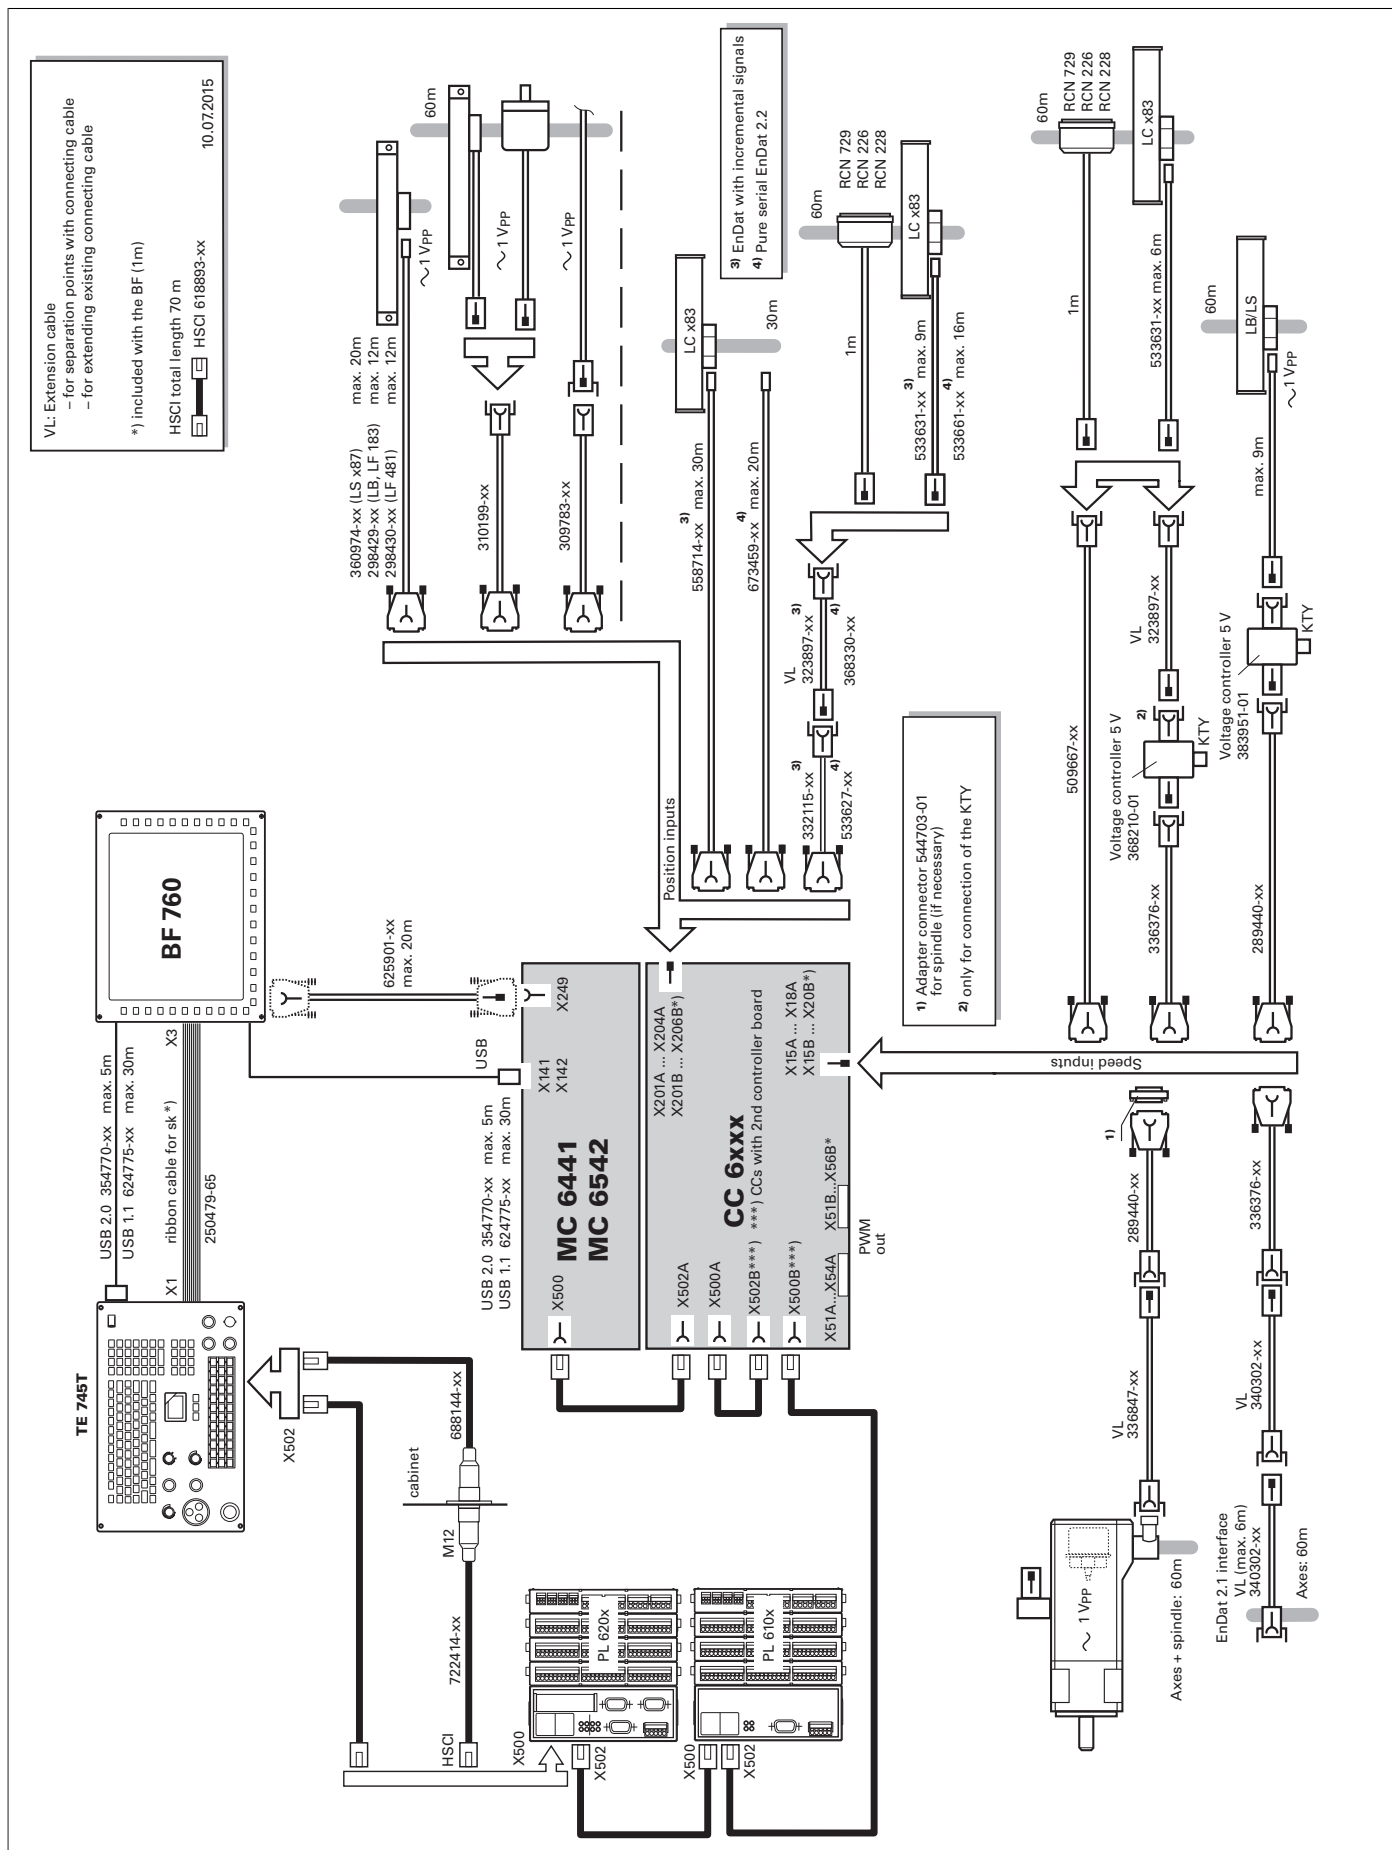 VL: Extension cable
– for separation points with connecting cable
– for extending existing connecting cable
*) included with the BF (1m)
HSCI total length 70 m
HSCI 618893-xx
10.07.2015
TE 745T
X1
X3
USB 2.0 354770-xx max. 5m
USB 1.1 624775-xx max. 30m
ribbon cable for sk *)
250479-65
BF 760
625901-xx
max. 20m
USB
X502
688144-xx
cabinet
M12
722414-xx
HSCI
X500
PL 620x
X502
X500
PL 610x
X502
USB 2.0 354770-xx max. 5m
USB 1.1 624775-xx max. 30m
X141
X142
X249
X500
MC 6441
MC 6542
X502A
X500A
X502B***)
X500B***)
CC 6xxx
***) CCs with 2nd controller board
X201A ... X204A
X201B ... X206B*)
X15A ... X18A
X15B ... X20B*)
X51A...X54A
X51B...X56B*
PWM
out
Position inputs
360974-xx (LS x87) max. 20m
298429-xx (LB, LF 183) max. 12m
298430-xx (LF 481) max. 12m
~ 1 VPP
60m
310199-xx
~ 1 VPP
309783-xx
~ 1 VPP
3) EnDat with incremental signals
4) Pure serial EnDat 2.2
3)
558714-xx max. 30m
LC x83
4)
673459-xx max. 20m
30m
332115-xx 3)
533627-xx 4)
VL
323897-xx 3)
368330-xx 4)
1m
60m
RCN 729
RCN 226
RCN 228
533631-xx 3) max. 9m
533661-xx 4) max. 16m
LC x83
1) Adapter connector 544703-01
for spindle (if necessary)
2) only for connection of the KTY
Speed inputs
509667-xx
1m
60m
RCN 729
RCN 226
RCN 228
336376-xx
Voltage controller 5 V
368210-01
2)
KTY
VL
323897-xx
533631-xx max. 6m
LC x83
289440-xx
Voltage controller 5 V
383951-01
KTY
max. 9m
~ 1 VPP
60m
LB/LS
~ 1 VPP
Axes + spindle: 60m
VL
336847-xx
289440-xx
1)
EnDat 2.1 interface
VL (max. 6m)
340302-xx
Axes: 60m
VL
340302-xx
336376-xx